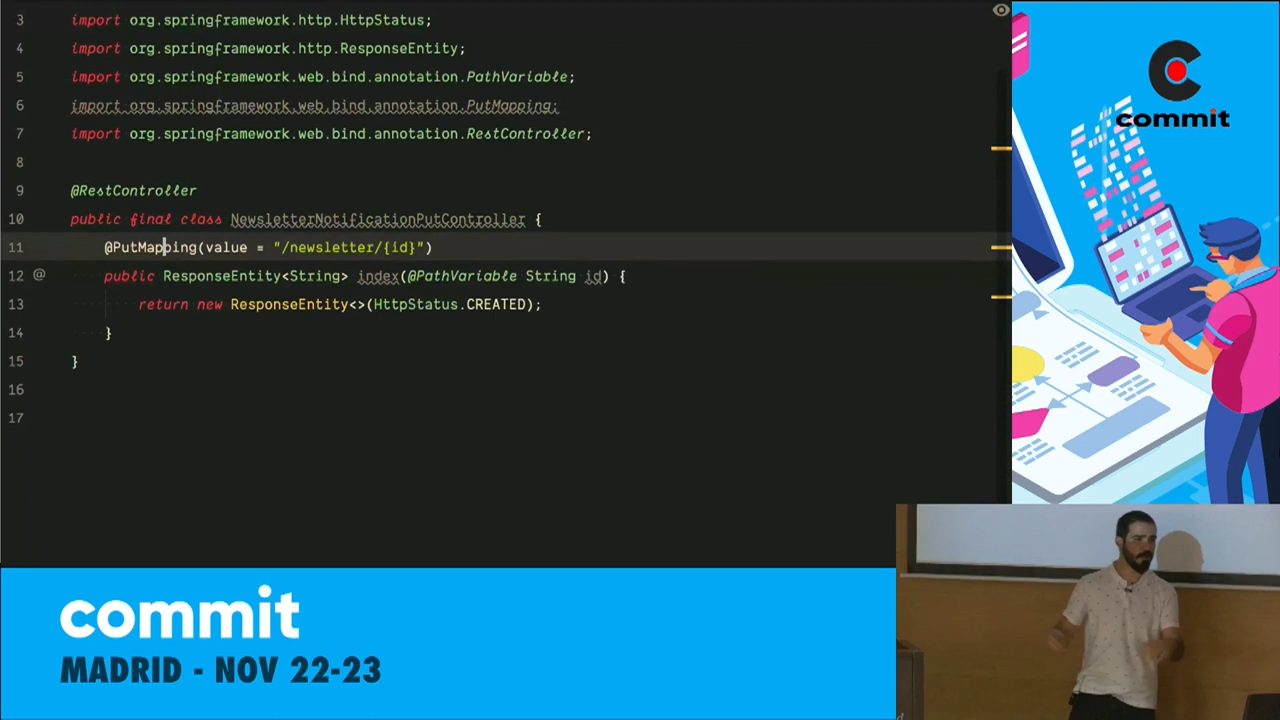 3 import org.springframework.http.HttpStatus;
4 import org.springframework.http.ResponseEntity;
5 import org.springframework.web.bind.annotation.PathVariable;
6 import org.springframework.web.bind.annotation.PutMapping;
7 import org.springframework.web.bind.annotation.RestController;
8
9 @RestController
10 public final class NewsletterNotificationPutController {
11 @PutMapping(value = "/newsletter/{id}")
12 @ public ResponseEntity<String> index(@PathVariable String id) {
13 return new ResponseEntity<>(HttpStatus.CREATED);
14 }
15 }
16
17
commit
commit
MADRID - NOV 22-23